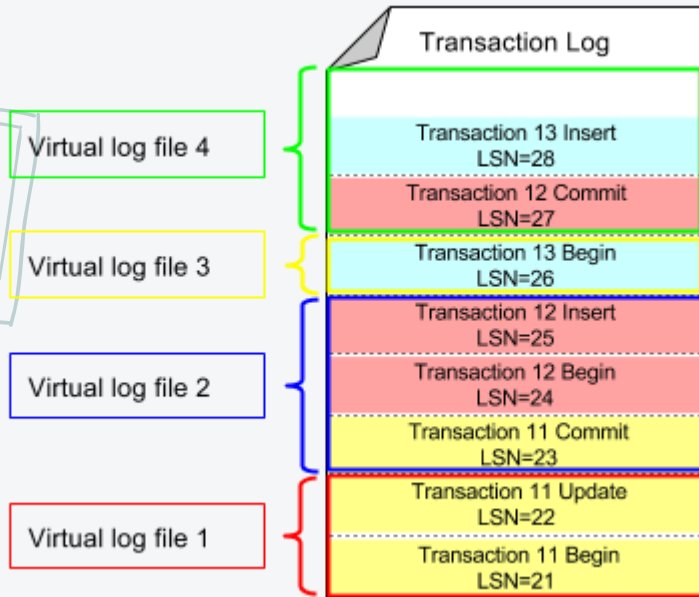 Transaction Log
Virtual log file 4
Transaction 13 Insert
LSN=28
Transaction 12 Commit
LSN=27
Virtual log file 3
Transaction 13 Begin
LSN=26
Virtual log file 2
Transaction 12 Insert
LSN=25
Transaction 12 Begin
LSN=24
Transaction 11 Commit
LSN=23
Virtual log file 1
Transaction 11 Update
LSN=22
Transaction 11 Begin
LSN=21